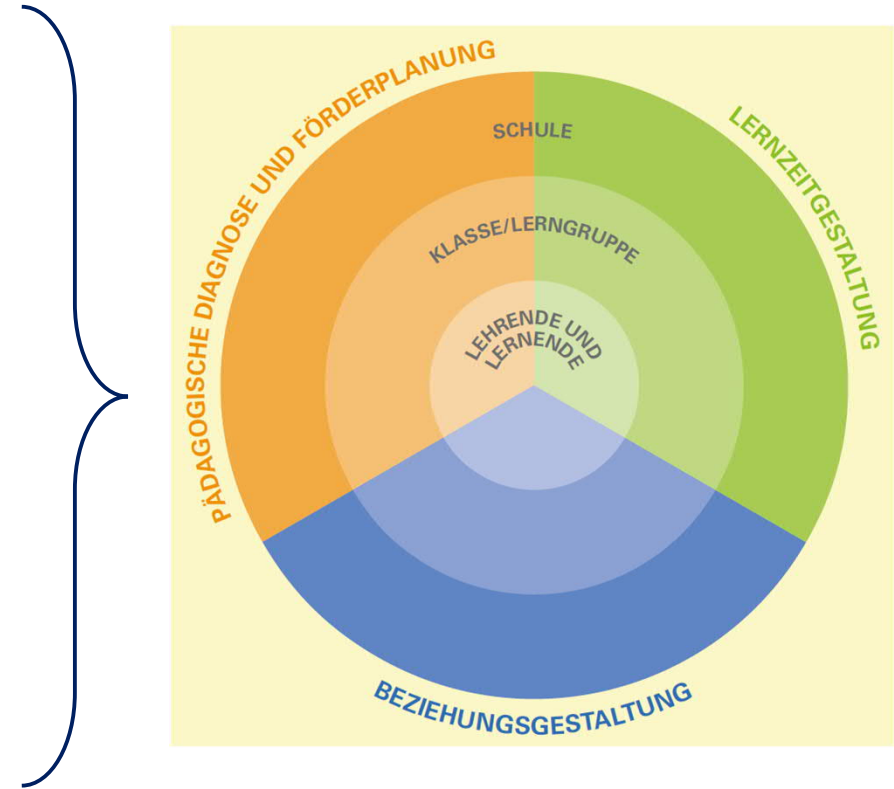 PÄDAGOGISCHE DIAGNOSE UND FÖRDERPLANUNG
LERNZEITGESTALTUNG
SCHULE
KLASSE/LERNGRUPPE
LEHRENDE UND
LERNENDE
BEZIEHUNGSGESTALTUNG